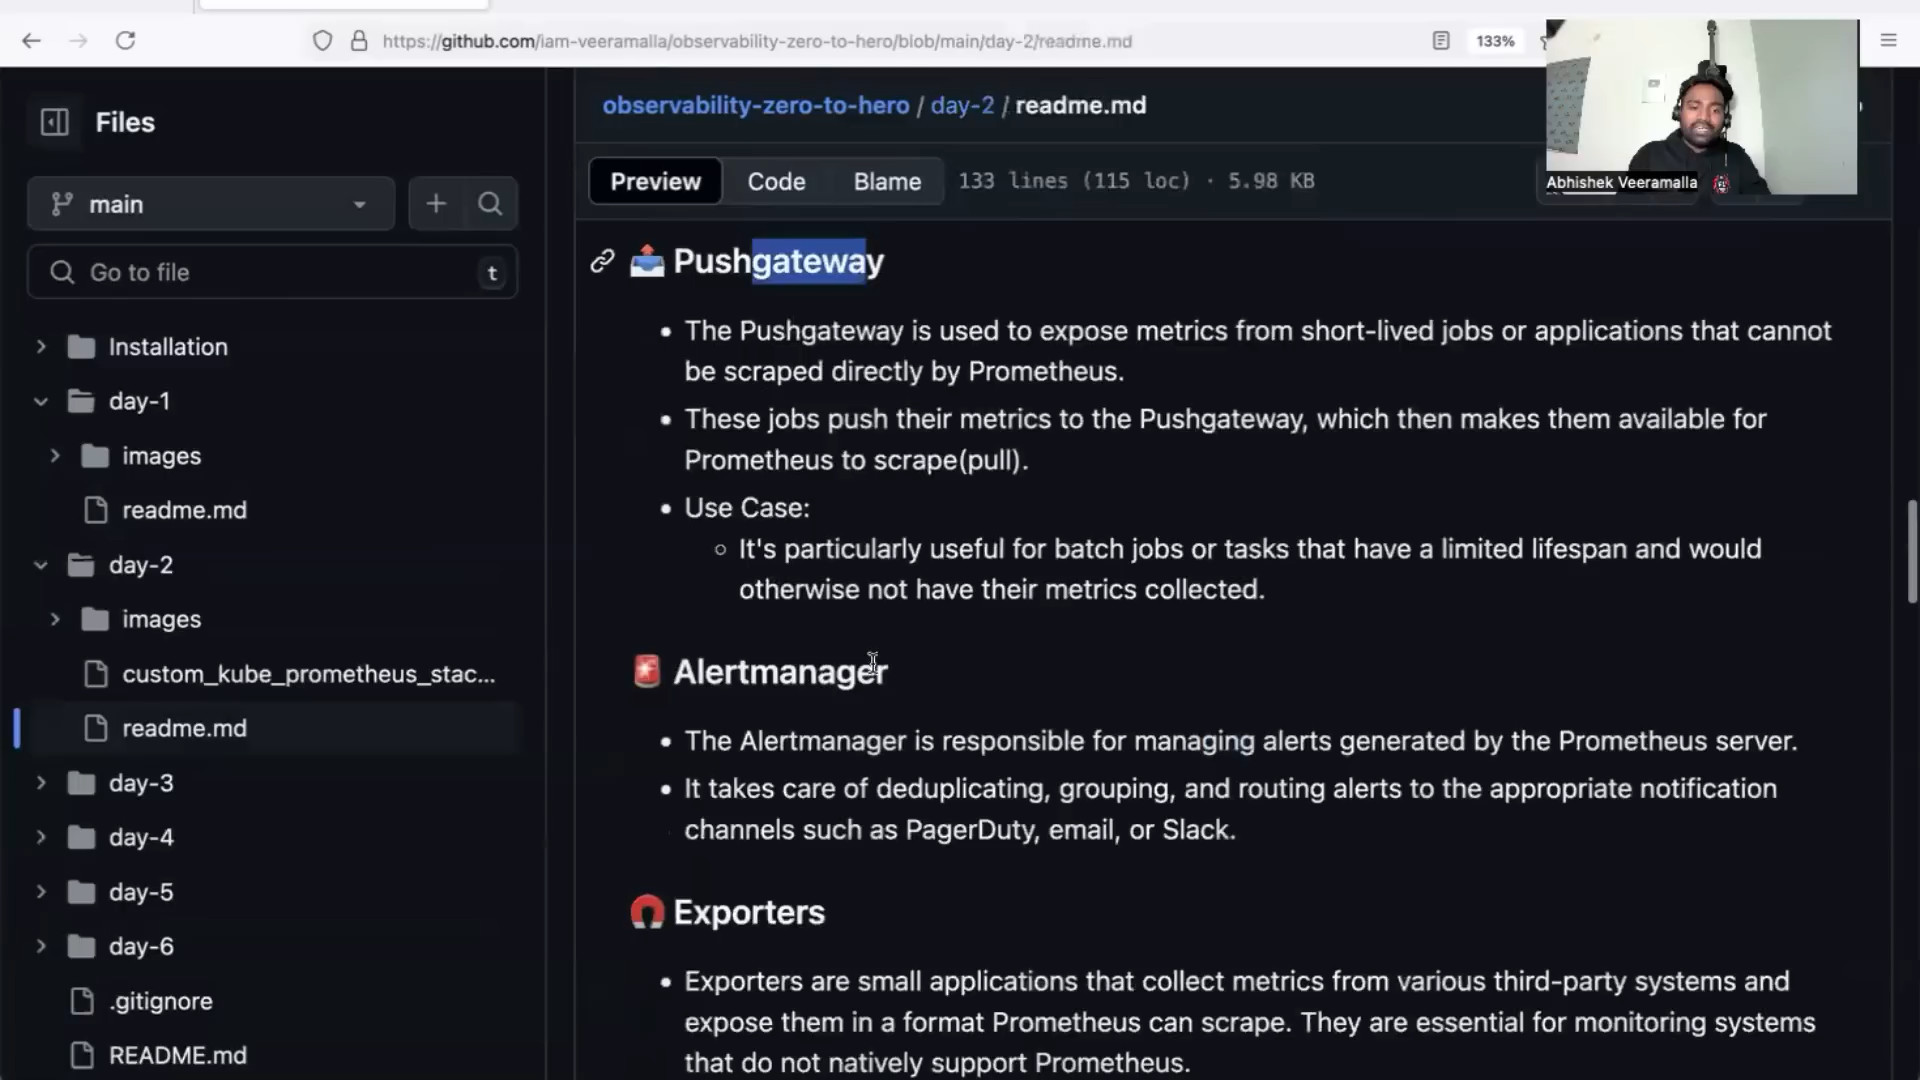 https://github.com/iam-veeramalla/observability-zero-to-hero/blob/main/day-2/readme.md
133%
Files
observability-zero-to-hero / day-2 / readme.md
Abhishek Veeramalla
main
Preview
Code
Blame
133 lines (115 loc) · 5.98 KB
Go to file
t
Installation
day-1
images
readme.md
day-2
images
custom_kube_prometheus_stac...
readme.md
day-3
day-4
day-5
day-6
.gitignore
README.md
Pushgateway
• The Pushgateway is used to expose metrics from short-lived jobs or applications that cannot
be scraped directly by Prometheus.
• These jobs push their metrics to the Pushgateway, which then makes them available for
Prometheus to scrape(pull).
• Use Case:
○ It's particularly useful for batch jobs or tasks that have a limited lifespan and would
otherwise not have their metrics collected.
Alertmanager
• The Alertmanager is responsible for managing alerts generated by the Prometheus server.
• It takes care of deduplicating, grouping, and routing alerts to the appropriate notification
channels such as PagerDuty, email, or Slack.
Exporters
• Exporters are small applications that collect metrics from various third-party systems and
expose them in a format Prometheus can scrape. They are essential for monitoring systems
that do not natively support Prometheus.